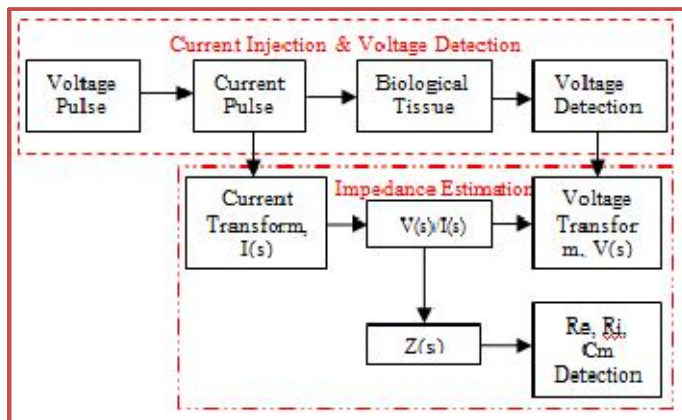 Current Injection & Voltage Detection
Voltage
Pulse
Current
Pulse
Biological
Tissue
Voltage
Detection
Impedance Estimation
Current
Transform,
I(s)
V(s)/I(s)
Voltage
Transfor
m, V(s)
Z(s)
Re, Ri,
Cm
Detection